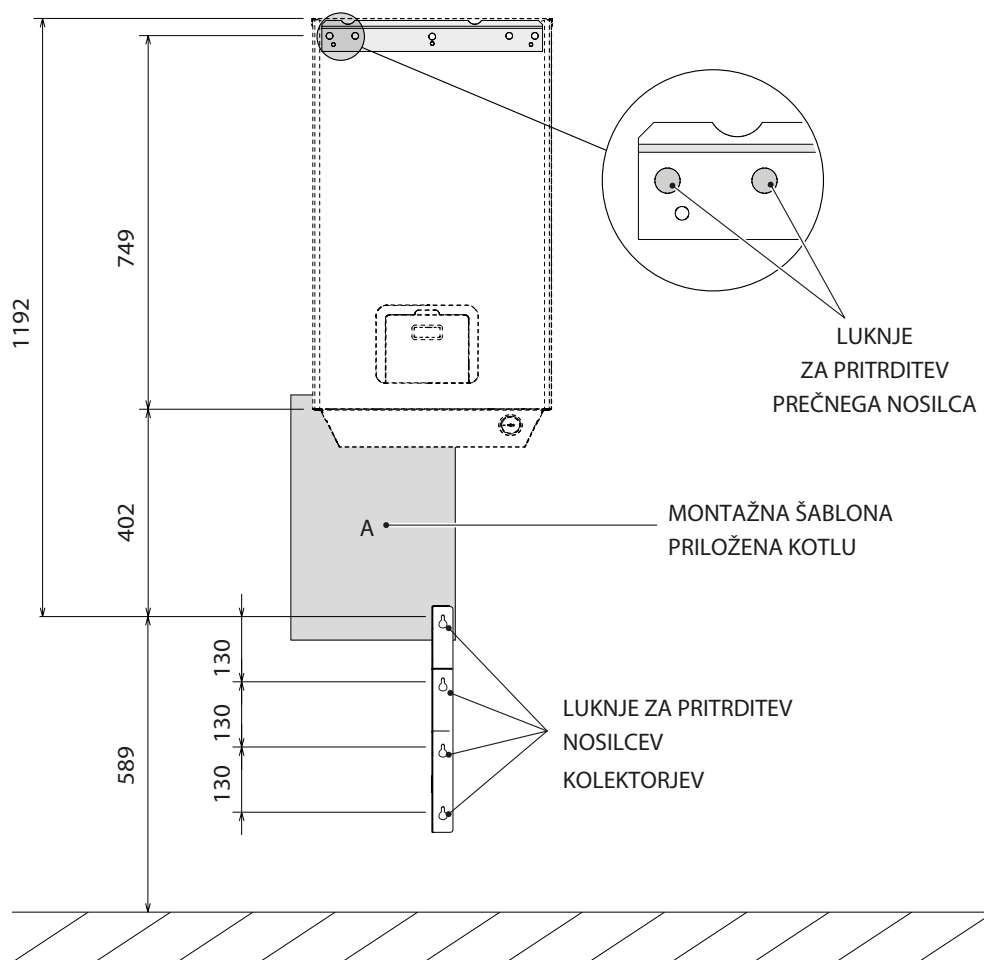 749
1192
LUKNJE
ZA PRITRDITEV
PREČNEGA NOSILCA
402
A
MONTAŽNA ŠABLONA
PRILOŽENA KOTLU
130
130
130
589
LUKNJE ZA PRITRDITEV
NOSILCEV
KOLEKTORJEV